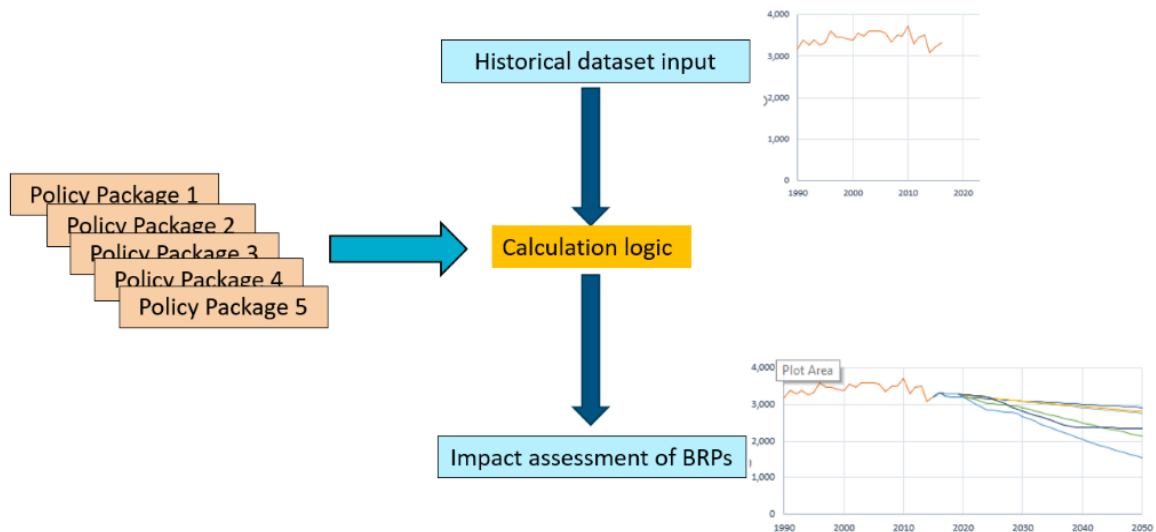 Historical dataset input
4,000
3,000
2,000
1,000
0
1990 2000 2010 2020
Policy Package 1
Policy Package 2
Policy Package 3
Policy Package 4
Policy Package 5
Calculation logic
Impact assessment of BRPs
4,000
Plot Area
3,000
2,000
1,000
0
1990 2000 2010 2020 2030 2040 2050